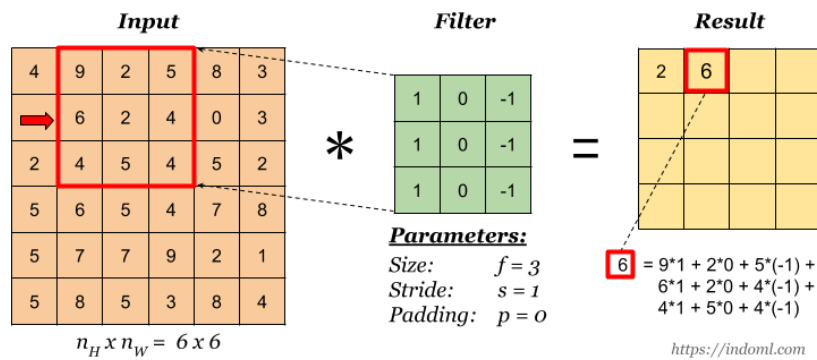 Input Filter Result
4 9 2 5 8 3
6 2 4 0 3
2 4 5 4 5 2
5 6 5 4 7 8
5 7 7 9 2 1
5 8 5 3 8 4
n_H x n_W = 6 x 6
*
1 0 -1
1 0 -1
1 0 -1
Parameters:
Size: f = 3
Stride: s = 1
Padding: p = 0
=
2 6
6 = 9*1 + 2*0 + 5*(-1) +
6*1 + 2*0 + 4*(-1) +
4*1 + 5*0 + 4*(-1)
https://indoml.com